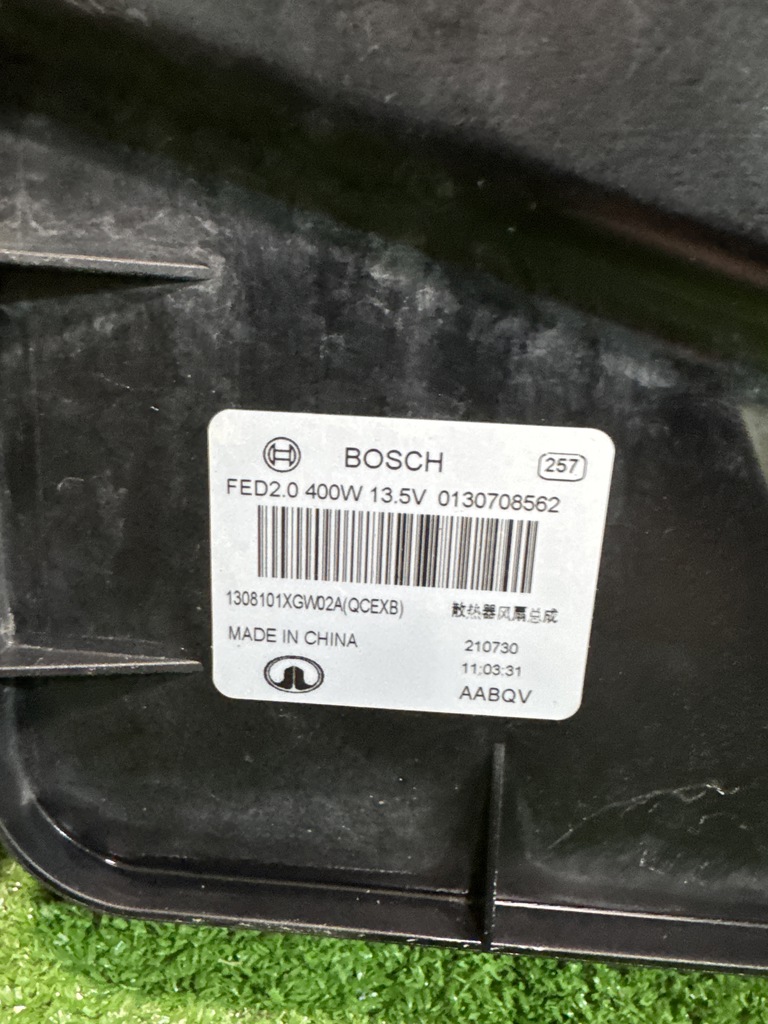 BOSCH
257
FED2.0 400W 13.5V 0130708562
1308101XGW02A(QCEXB) 散热器风扇总成
MADE IN CHINA
210730
11:03:31
AABQV